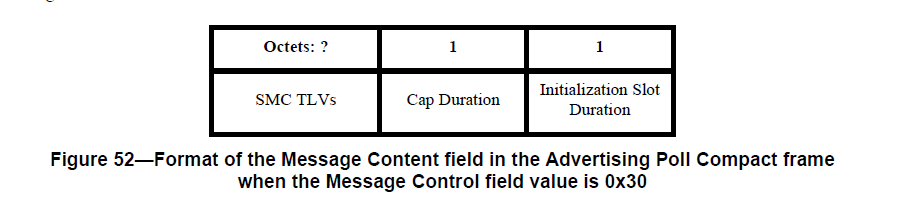 Octets: ? 1 1
SMC TLVs Cap Duration Initialization Slot Duration
Figure 52—Format of the Message Content field in the Advertising Poll Compact frame
when the Message Control field value is 0x30